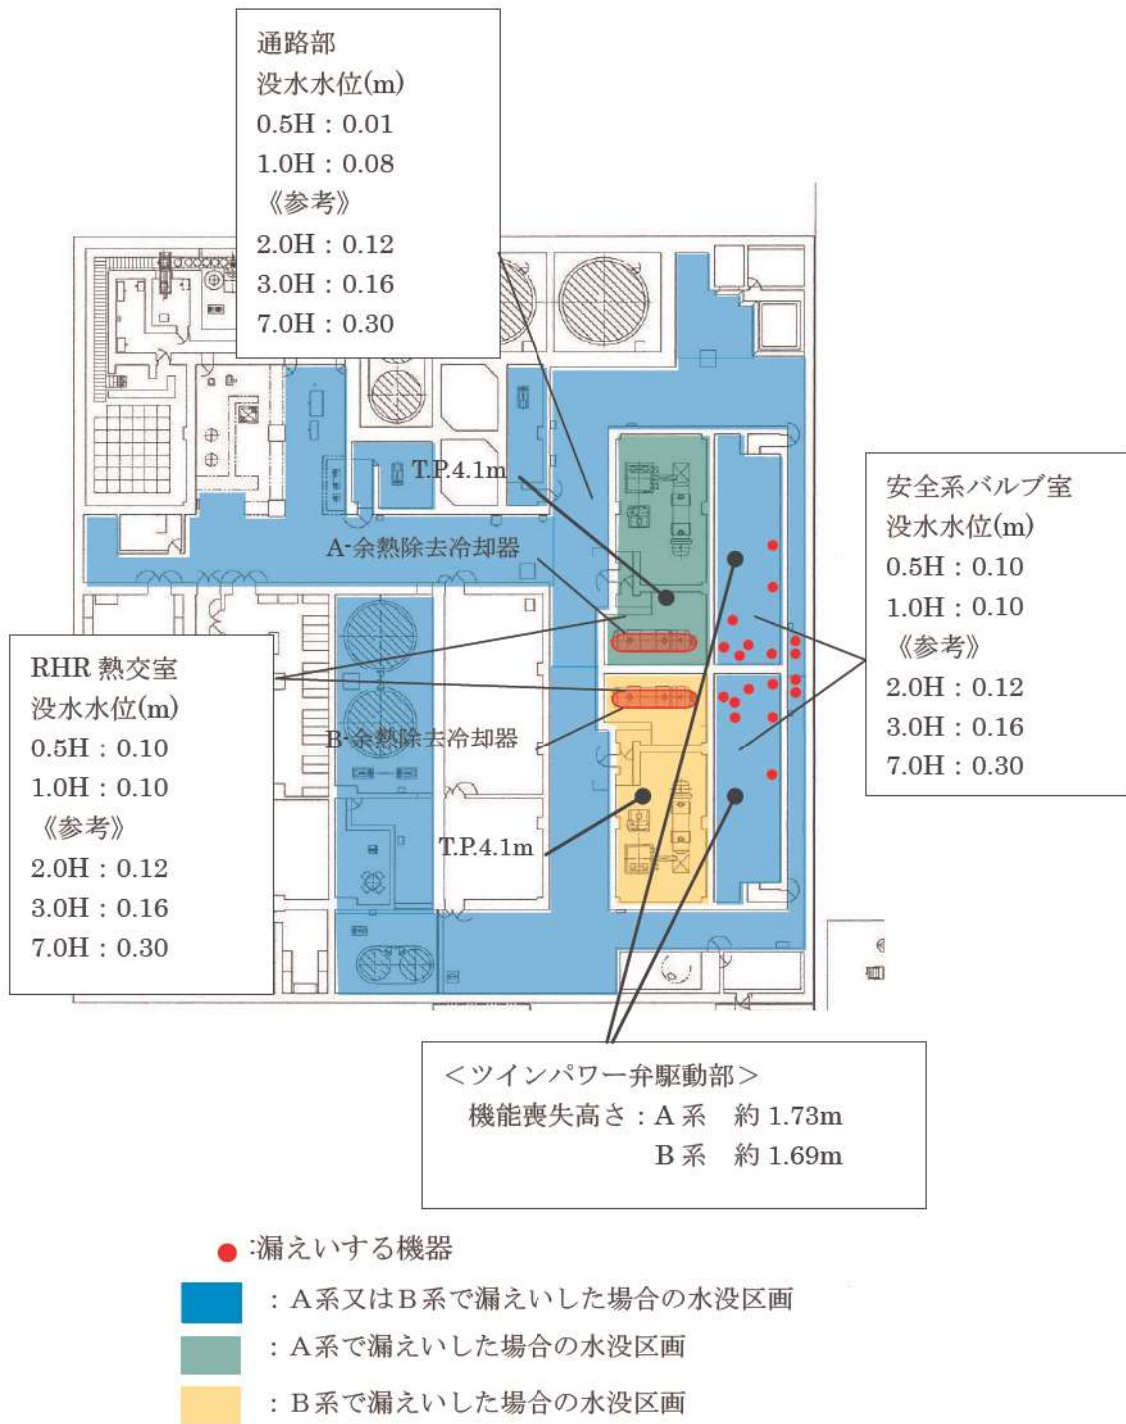 通路部
没水水位(m)
0.5H：0.01
1.0H：0.08
《参考》
2.0H：0.12
3.0H：0.16
7.0H：0.30
T.P.4.1m
A-余熱除去冷却器
安全系バルブ室
没水水位(m)
0.5H：0.10
1.0H：0.10
《参考》
2.0H：0.12
3.0H：0.16
7.0H：0.30
RHR 熱交室
没水水位(m)
0.5H：0.10
1.0H：0.10
《参考》
2.0H：0.12
3.0H：0.16
7.0H：0.30
B-余熱除去冷却器
T.P.4.1m
＜ツインパワー弁駆動部＞
機能喪失高さ：A 系　約 1.73m
B 系　約 1.69m
:漏えいする機器
：A系又はB系で漏えいした場合の水没区画
：A系で漏えいした場合の水没区画
：B系で漏えいした場合の水没区画